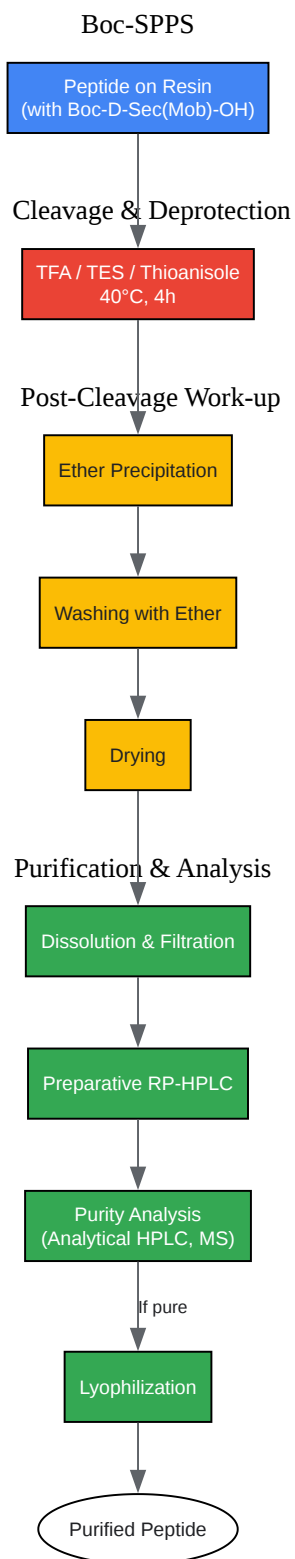 Boc-SPPS
Peptide on Resin
(with Boc-D-Sec(Mob)-OH)
Cleavage & Deprotection
TFA / TES / Thioanisole
40°C, 4h
Post-Cleavage Work-up
Ether Precipitation
Washing with Ether
Drying
Purification & Analysis
Dissolution & Filtration
Preparative RP-HPLC
Purity Analysis
(Analytical HPLC, MS)
If pure
Lyophilization
Purified Peptide